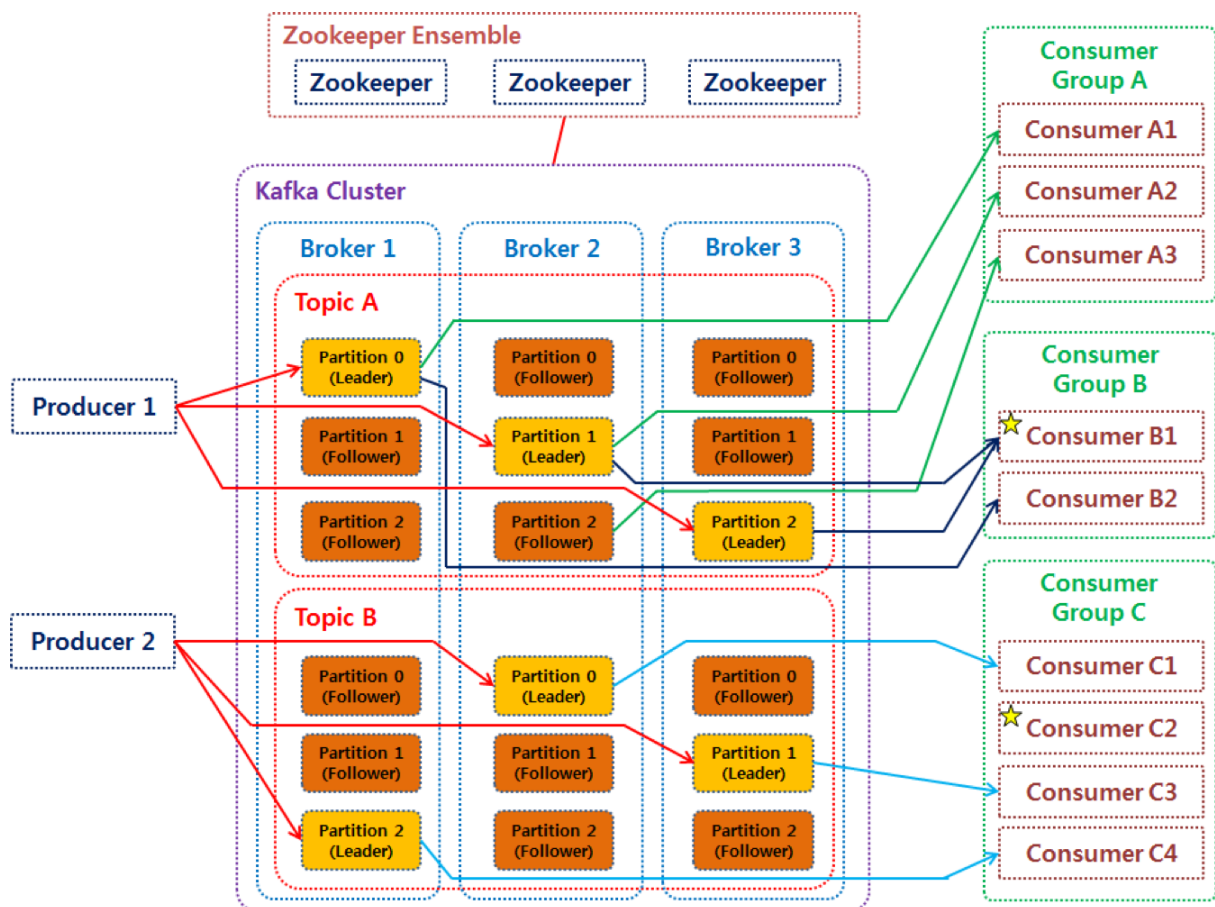 Zookeeper Ensemble
Zookeeper Zookeeper Zookeeper
Kafka Cluster
Broker 1 Broker 2 Broker 3
Topic A
Partition 0
(Leader)
Partition 0
(Follower)
Partition 0
(Follower)
Partition 1
(Follower)
Partition 1
(Leader)
Partition 1
(Follower)
Partition 2
(Follower)
Partition 2
(Follower)
Partition 2
(Leader)
Producer 1
Topic B
Partition 0
(Follower)
Partition 0
(Leader)
Partition 0
(Follower)
Partition 1
(Follower)
Partition 1
(Follower)
Partition 1
(Leader)
Partition 2
(Leader)
Partition 2
(Follower)
Partition 2
(Follower)
Producer 2
Consumer
Group A
Consumer A1
Consumer A2
Consumer A3
Consumer
Group B
Consumer B1
Consumer B2
Consumer
Group C
Consumer C1
Consumer C2
Consumer C3
Consumer C4